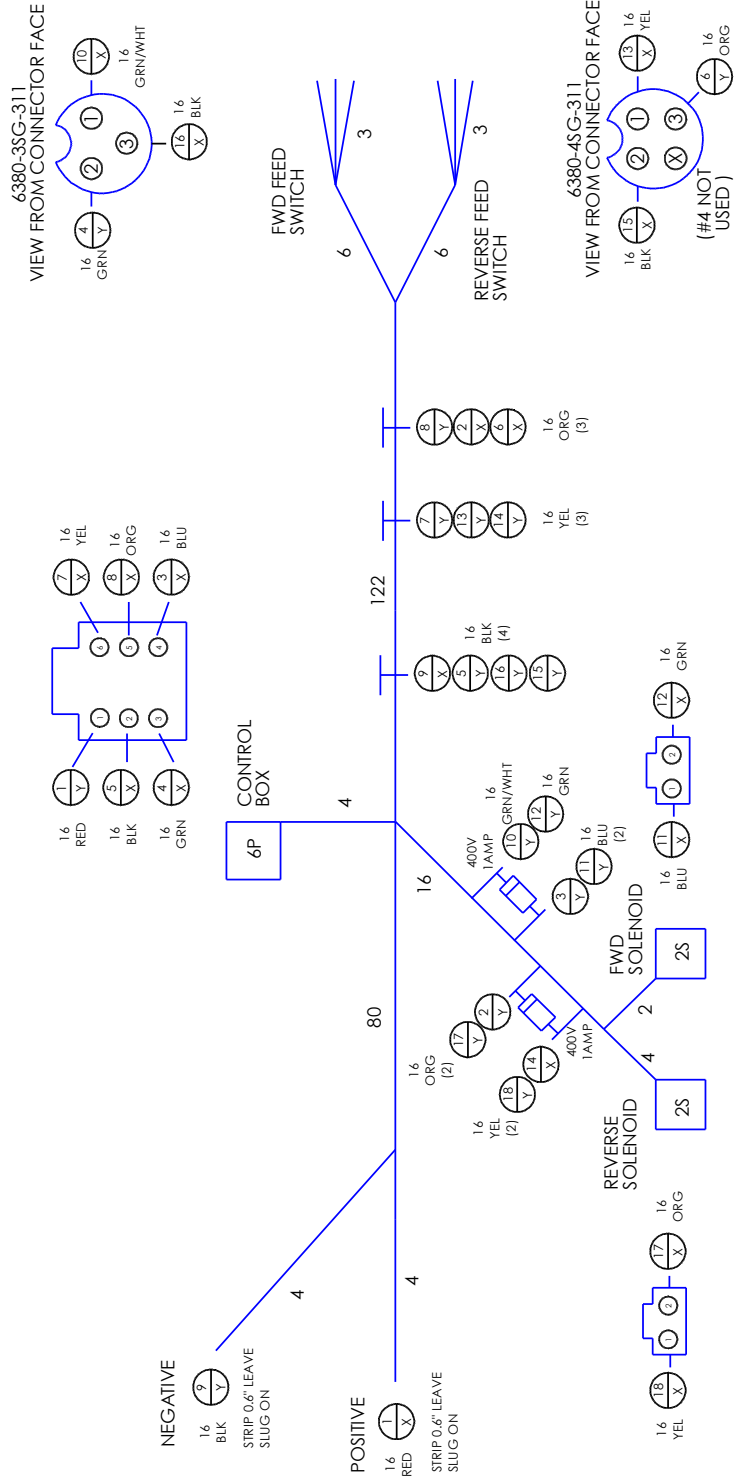 6380-3SG-311
VIEW FROM CONNECTOR FACE
10
X
16
GRN/WHT
1
2
3
16
X
16
BLK
4
Y
16
GRN
FWD FEED
SWITCH
3
6
3
6
REVERSE FEED
SWITCH
6380-4SG-311
VIEW FROM CONNECTOR FACE
13
X
16
YEL
1
2
3
X
6
Y
16
ORG
15
X
16
BLK
(#4 NOT
USED )
8
Y
2
X
6
X
16
ORG
(3)
7
Y
13
Y
14
Y
16
YEL
(3)
122
9
X
5
Y
16
Y
15
Y
16
BLK
(4)
7
X
16
YEL
8
X
16
ORG
3
X
16
BLU
6
5
4
1
2
3
1
Y
16
RED
5
X
16
BLK
4
X
16
GRN
CONTROL
BOX
6P
4
16
400V
1AMP
10
Y
16
GRN/WHT
12
Y
16
GRN
3
Y
11
Y
16
BLU
(2)
12
X
16
GRN
1
2
11
X
16
BLU
80
17
Y
2
Y
16
ORG
(2)
18
Y
14
X
16
YEL
(2)
400V
1AMP
FWD
SOLENOID
2S
2
4
REVERSE
SOLENOID
2S
17
X
16
ORG
1
2
18
X
16
YEL
4
4
NEGATIVE
9
Y
16
BLK
STRIP 0.6" LEAVE
SLUG ON
POSITIVE
1
X
16
RED
STRIP 0.6" LEAVE
SLUG ON